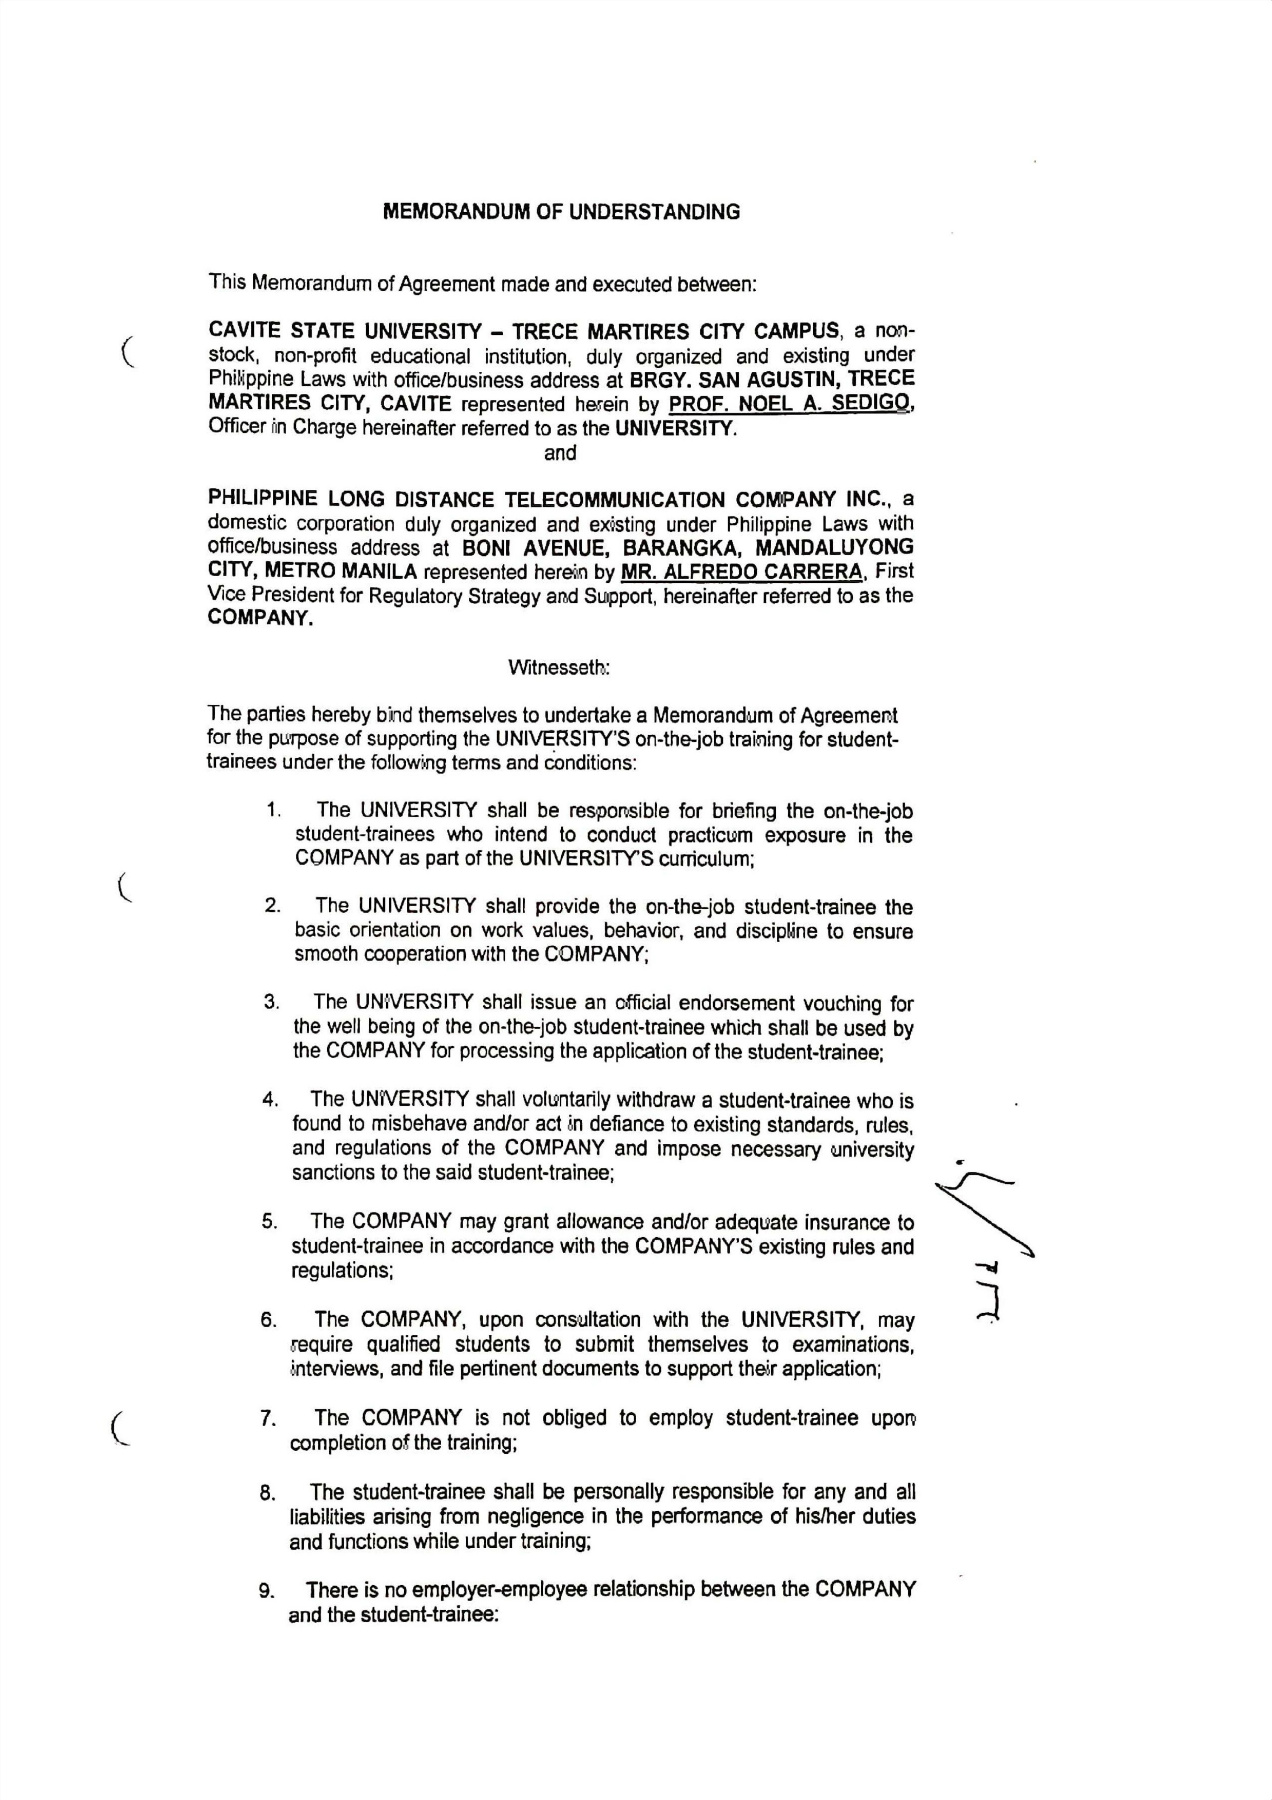 MEMORANDUM OF UNDERSTANDING
This Memorandum of Agreement made and executed between:
CAVITE STATE UNIVERSITY – TRECE MARTIRES CITY CAMPUS, a non-
stock, non-profit educational institution, duly organized and existing under
Philippine Laws with office/business address at BRGY. SAN AGUSTIN, TRECE
MARTIRES CITY, CAVITE represented herein by PROF. NOEL A. SEDIGO,
Officer in Charge hereinafter referred to as the UNIVERSITY.
and
PHILIPPINE LONG DISTANCE TELECOMMUNICATION COMPANY INC., a
domestic corporation duly organized and existing under Philippine Laws with
office/business address at BONI AVENUE, BARANGKA, MANDALUYONG
CITY, METRO MANILA represented herein by MR. ALFREDO CARRERA, First
Vice President for Regulatory Strategy and Support, hereinafter referred to as the
COMPANY.
Witnesseth:
The parties hereby bind themselves to undertake a Memorandum of Agreement
for the purpose of supporting the UNIVERSITY'S on-the-job training for student-
trainees under the following terms and conditions:
1. The UNIVERSITY shall be responsible for briefing the on-the-job
student-trainees who intend to conduct practicum exposure in the
COMPANY as part of the UNIVERSITY'S curriculum;
2. The UNIVERSITY shall provide the on-the-job student-trainee the
basic orientation on work values, behavior, and discipline to ensure
smooth cooperation with the COMPANY;
3. The UNIVERSITY shall issue an official endorsement vouching for
the well being of the on-the-job student-trainee which shall be used by
the COMPANY for processing the application of the student-trainee;
4. The UNIVERSITY shall voluntarily withdraw a student-trainee who is
found to misbehave and/or act in defiance to existing standards, rules,
and regulations of the COMPANY and impose necessary university
sanctions to the said student-trainee;
5. The COMPANY may grant allowance and/or adequate insurance to
student-trainee in accordance with the COMPANY'S existing rules and
regulations;
6. The COMPANY, upon consultation with the UNIVERSITY, may
require qualified students to submit themselves to examinations,
interviews, and file pertinent documents to support their application;
7. The COMPANY is not obliged to employ student-trainee upon
completion of the training;
8. The student-trainee shall be personally responsible for any and all
liabilities arising from negligence in the performance of his/her duties
and functions while under training;
9. There is no employer-employee relationship between the COMPANY
and the student-trainee: